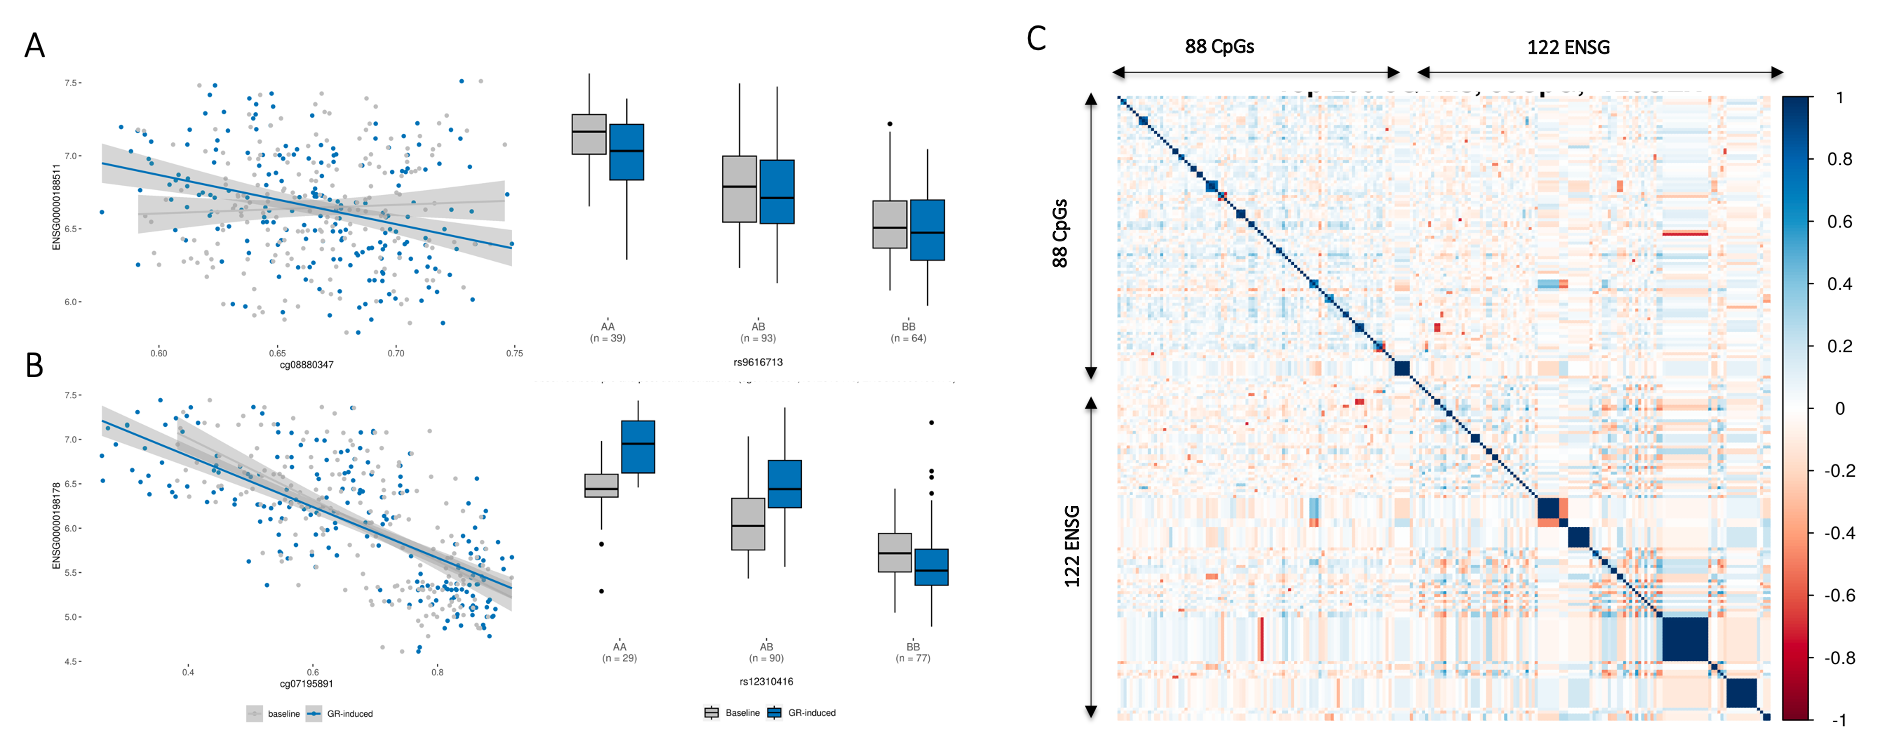 A
7.5
7.0
6.5
6.0
ENSG00000188511
0.60 0.65 0.70 0.75
cg08880347
AA AB BB
(n = 39) (n = 93) (n = 64)
rs9616713
B
7.5
7.0
6.5
6.0
5.5
5.0
4.5
ENSG00000198178
0.4 0.6 0.8
cg07195891
baseline GR-induced
AA AB BB
(n = 29) (n = 90) (n = 77)
rs12310416
Baseline GR-induced
C
88 CpGs 122 ENSG
88 CpGs
122 ENSG
1
0.8
0.6
0.4
0.2
0
-0.2
-0.4
-0.6
-0.8
-1